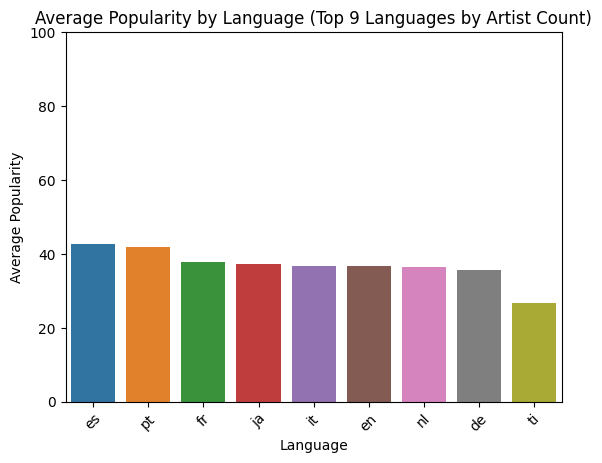 Average Popularity by Language (Top 9 Languages by Artist Count)
100
80
60
40
20
0
Average Popularity
es
pt
fr
ja
it
en
nl
de
ti
Language